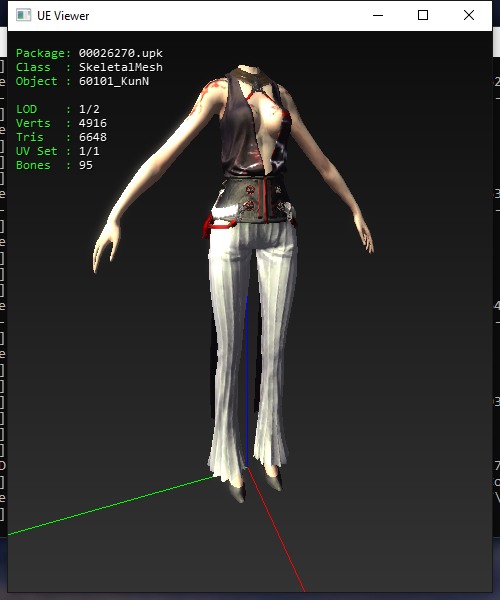 UE Viewer
Package: 00026270.upk
Class  : SkeletalMesh
Object : 60101_KunN
LOD    : 1/2
Verts  : 4916
Tris   : 6648
UV Set : 1/1
Bones  : 95